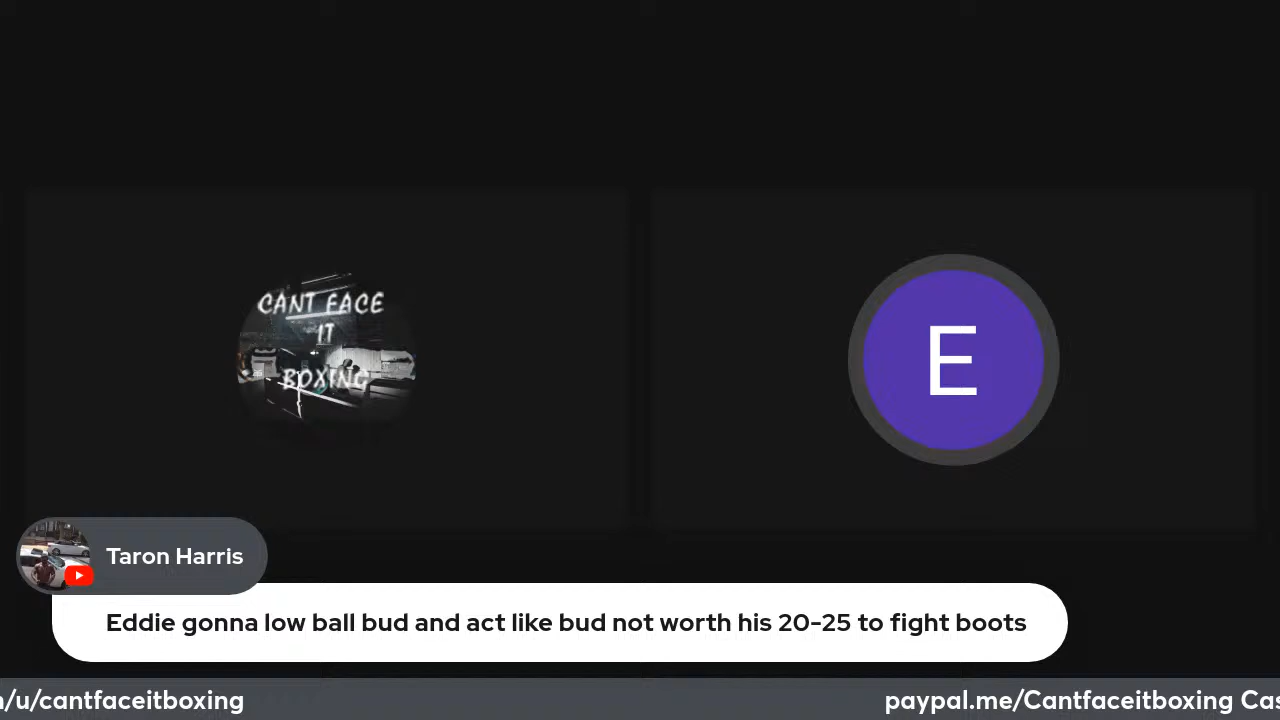 CANT FACE
IT
BOXING
E
Taron Harris
Eddie gonna low ball bud and act like bud not worth his 20-25 to fight boots
/u/cantfaceitboxing
paypal.me/Cantfaceitboxing Cas